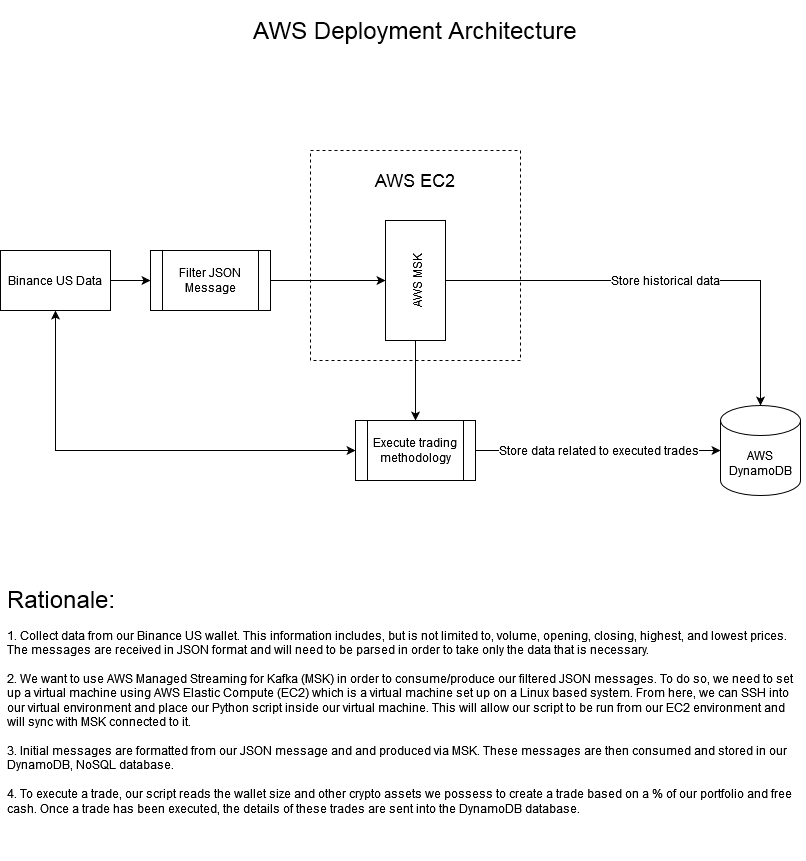 AWS Deployment Architecture
AWS EC2
Binance US Data
Filter JSON
Message
AWS MSK
Store historical data
Execute trading
methodology
Store data related to executed trades
AWS
DynamoDB
Rationale:
1. Collect data from our Binance US wallet. This information includes, but is not limited to, volume, opening, closing, highest, and lowest prices.
The messages are received in JSON format and will need to be parsed in order to take only the data that is necessary.
2. We want to use AWS Managed Streaming for Kafka (MSK) in order to consume/produce our filtered JSON messages. To do so, we need to set
up a virtual machine using AWS Elastic Compute (EC2) which is a virtual machine set up on a Linux based system. From here, we can SSH into
our virtual environment and place our Python script inside our virtual machine. This will allow our script to be run from our EC2 environment and
will sync with MSK connected to it.
3. Initial messages are formatted from our JSON message and and produced via MSK. These messages are then consumed and stored in our
DynamoDB, NoSQL database.
4. To execute a trade, our script reads the wallet size and other crypto assets we possess to create a trade based on a % of our portfolio and free
cash. Once a trade has been executed, the details of these trades are sent into the DynamoDB database.